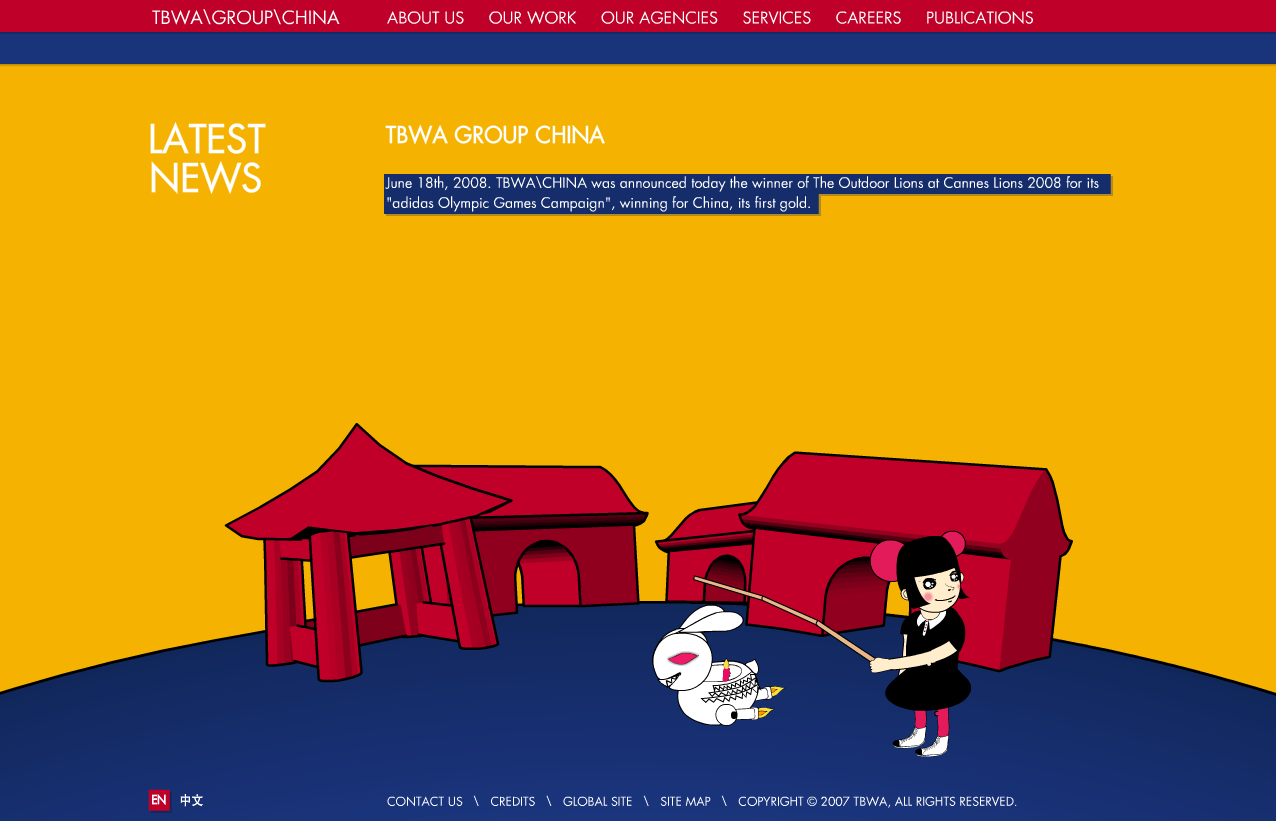 TBWA\GROUP\CHINA ABOUT US OUR WORK OUR AGENCIES SERVICES CAREERS PUBLICATIONS
LATEST
NEWS
TBWA GROUP CHINA
June 18th, 2008. TBWA\CHINA was announced today the winner of The Outdoor Lions at Cannes Lions 2008 for its
"adidas Olympic Games Campaign", winning for China, its first gold.
EN 中文 CONTACT US \ CREDITS \ GLOBAL SITE \ SITE MAP \ COPYRIGHT © 2007 TBWA, ALL RIGHTS RESERVED.